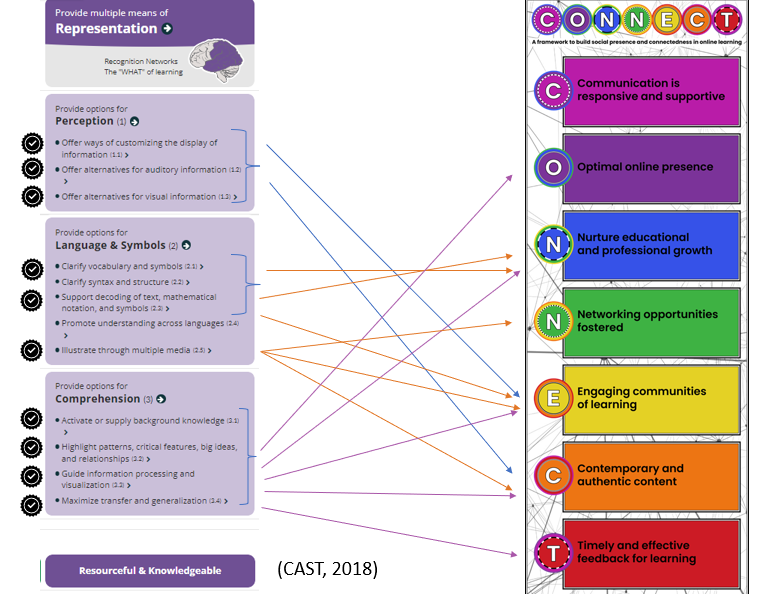 Provide multiple means of
Representation
Recognition Networks
The "WHAT" of learning
Provide options for
Perception (1)
Offer ways of customizing the display of
information (1.1)
Offer alternatives for auditory information (1.2)
Offer alternatives for visual information (1.3)
Provide options for
Language & Symbols (2)
Clarify vocabulary and symbols (2.1)
Clarify syntax and structure (2.2)
Support decoding of text, mathematical
notation, and symbols (2.3)
Promote understanding across languages (2.4)
Illustrate through multiple media (2.5)
Provide options for
Comprehension (3)
Activate or supply background knowledge (3.1)
Highlight patterns, critical features, big ideas,
and relationships (3.2)
Guide information processing and
visualization (3.3)
Maximize transfer and generalization (3.4)
Resourceful & Knowledgeable
(CAST, 2018)
CONNECT
A framework to build social presence and connectedness in online learning
C
Communication is
responsive and supportive
O
Optimal online presence
N
Nurture educational
and professional growth
N
Networking opportunities
fostered
E
Engaging communities
of learning
C
Contemporary and
authentic content
T
Timely and effective
feedback for learning